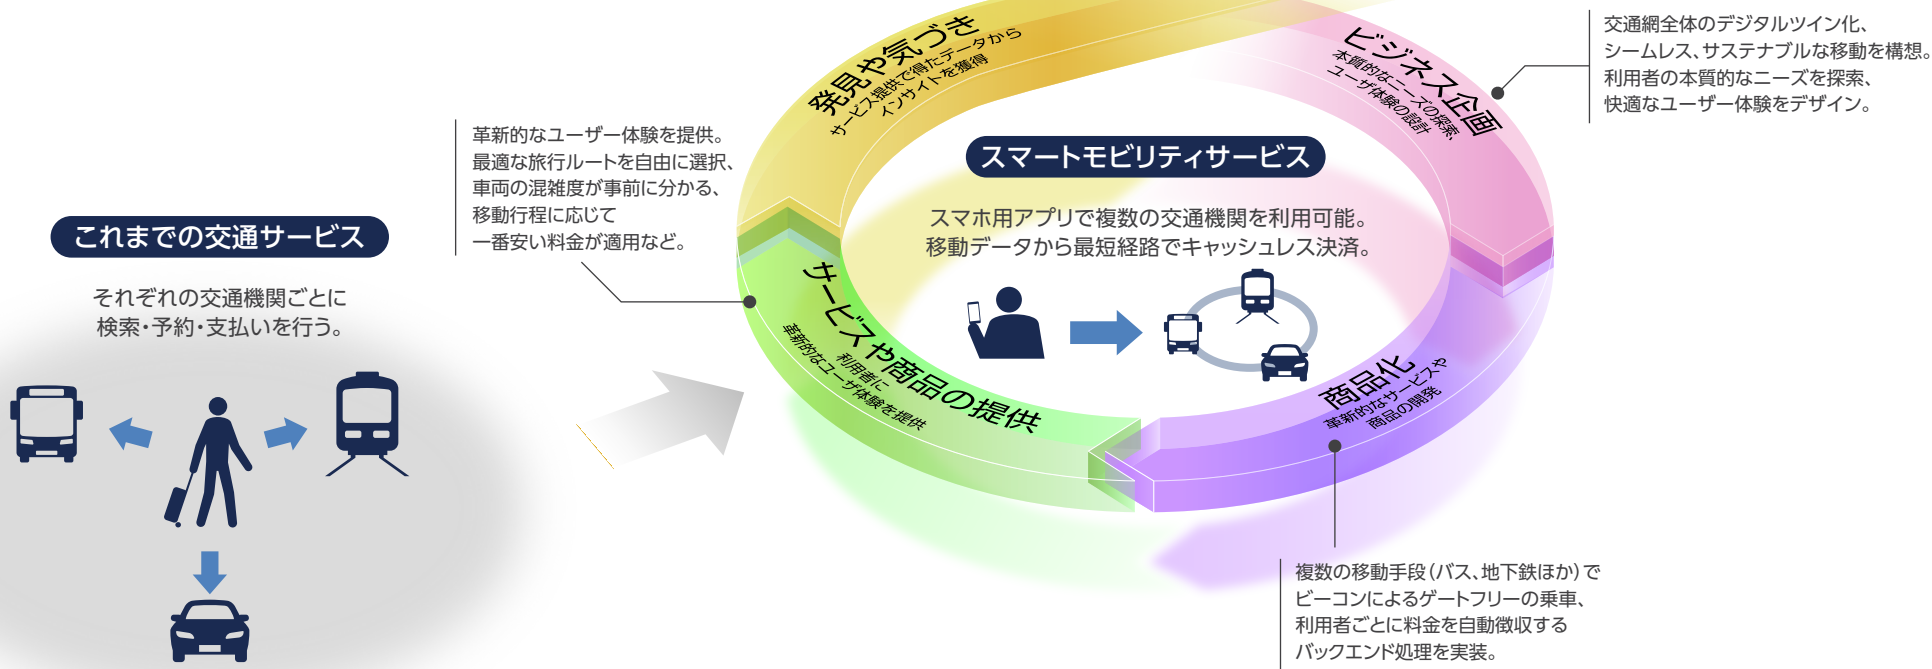 これまでの交通サービス
それぞれの交通機関ごとに
検索・予約・支払いを行う。
革新的なユーザー体験を提供。
最適な旅行ルートを自由に選択、
車両の混雑度が事前に分かる、
移動行程に応じて
一番安い料金が適用など。
発見や気づき
サービス提供で得たデータから
インサイトを獲得
ビジネス企画
本質的なニーズの探索、
ユーザ体験の設計
交通網全体のデジタルツイン化、
シームレス、サステナブルな移動を構想。
利用者の本質的なニーズを探索、
快適なユーザー体験をデザイン。
スマートモビリティサービス
スマホ用アプリで複数の交通機関を利用可能。
移動データから最短経路でキャッシュレス決済。
サービスや商品の提供
利用者に
革新的なユーザ体験を提供
商品化
革新的なサービスや
商品の開発
複数の移動手段(バス、地下鉄ほか)で
ビーコンによるゲートフリーの乗車、
利用者ごとに料金を自動徴収する
バックエンド処理を実装。